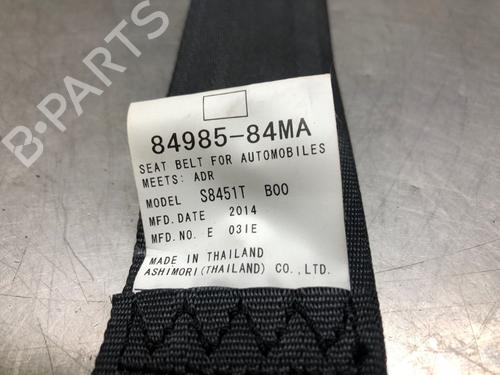 84985-84MA
SEAT BELT FOR AUTOMOBILES
MEETS: ADR
MODEL S8451T B00
MFD.DATE 2014
MFD.NO. E 03IE
MADE IN THAILAND
ASHIMORI(THAILAND) CO.,LTD.
B-PARTS